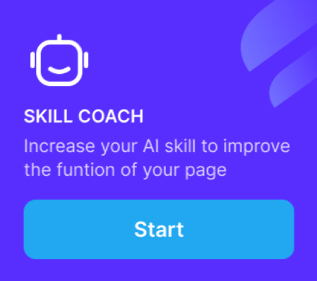 SKILL COACH
Increase your AI skill to improve
the funtion of your page
Start